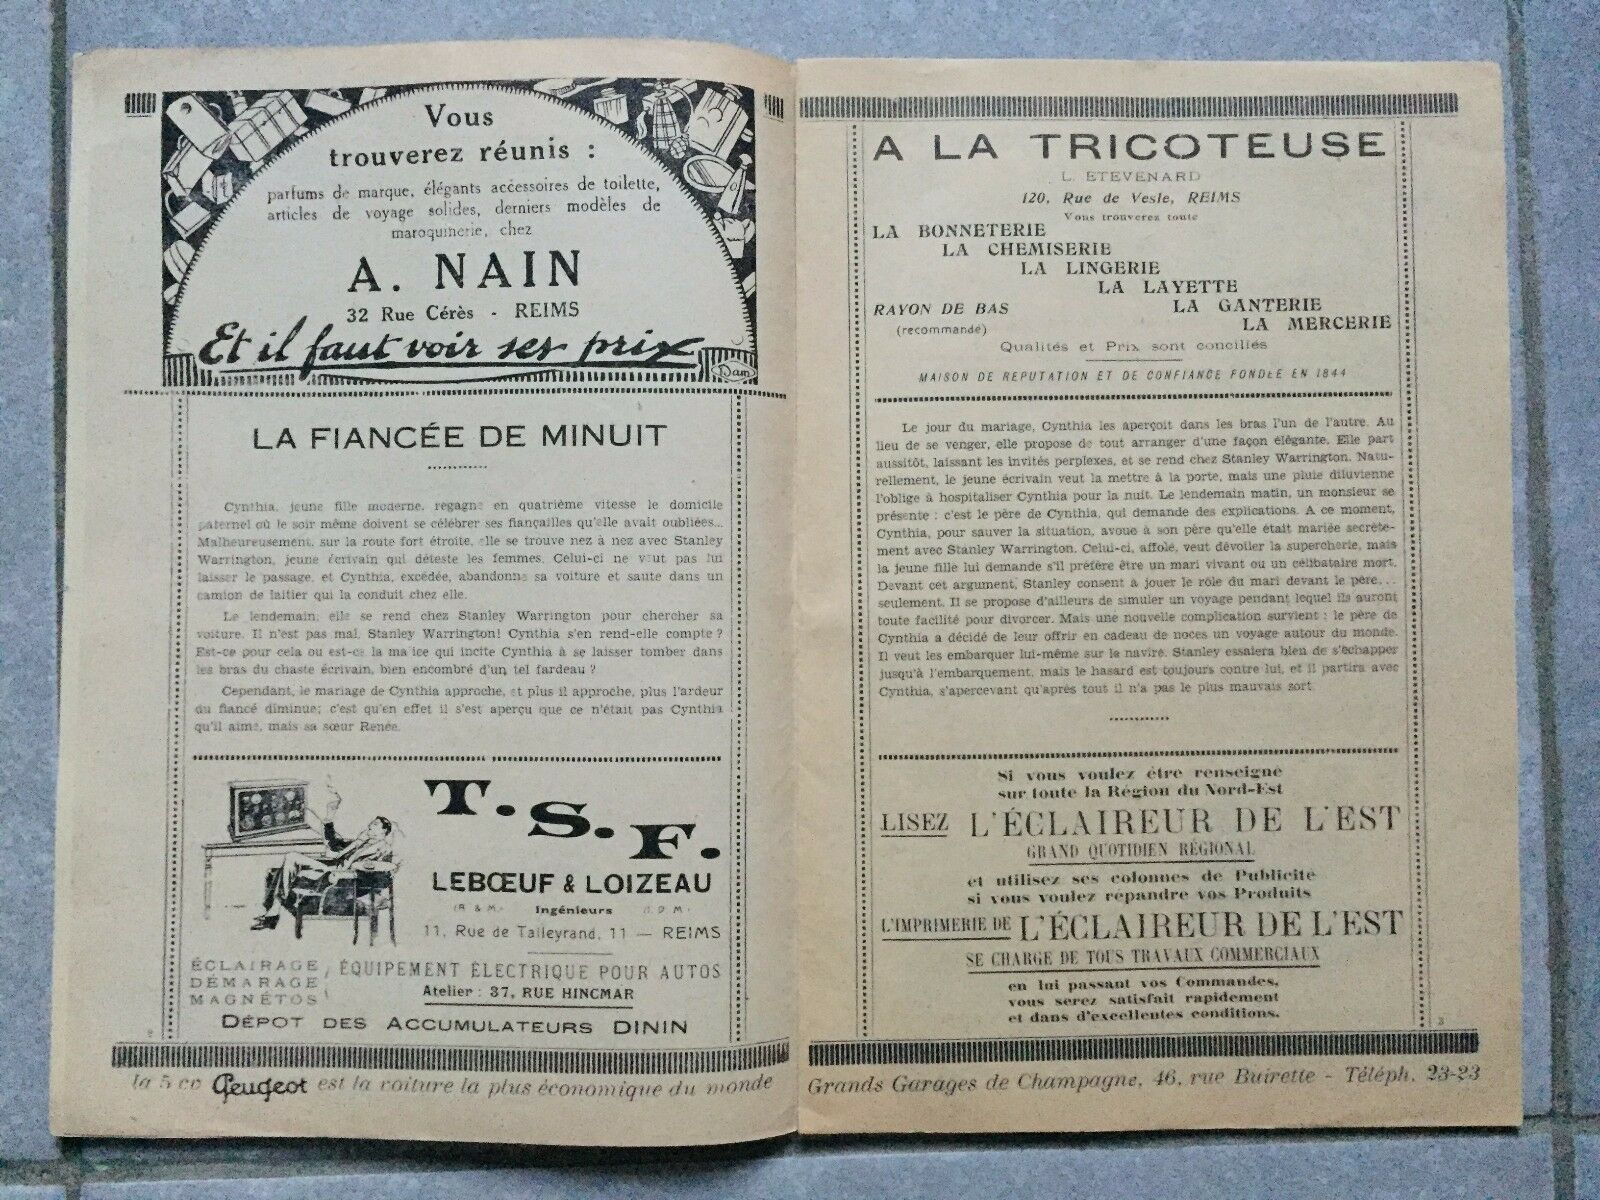 Vous
trouverez réunis :
parfums de marque, élégants accessoires de toilette,
articles de voyage solides, derniers modèles de
maroquinerie, chez
A. NAIN
32 Rue Cérès - REIMS
Et il faut voir ses prix
Dam
LA FIANCÉE DE MINUIT
Cynthia, jeune fille moderne, regagne en quatrième vitesse le domicile
paternel où le soir même doivent se célébrer ses fiançailles qu'elle avait oubliées...
Malheureusement, sur la route fort étroite, elle se trouve nez à nez avec Stanley
Warrington, jeune écrivain qui déteste les femmes. Celui-ci ne veut pas lui
laisser le passage, et Cynthia, excédée, abandonne sa voiture et saute dans un
camion de laitier qui la conduit chez elle.
Le lendemain, elle se rend chez Stanley Warrington pour chercher sa
voiture. Il n'est pas mal, Stanley Warrington! Cynthia s'en rend-elle compte ?
Est-ce pour cela ou est-ce la malice qui incite Cynthia à se laisser tomber dans
les bras du chaste écrivain, bien encombré d'un tel fardeau ?
Cependant, le mariage de Cynthia approche, et plus il approche, plus l'ardeur
du fiancé diminue; c'est qu'en effet il s'est aperçu que ce n'était pas Cynthia
qu'il aime, mais sa sœur Renée.
T. S. F.
LEBŒUF & LOIZEAU
(A & M) Ingénieurs
11, Rue de Talleyrand, 11 — REIMS
ÉCLAIRAGE
DÉMARAGE
MAGNÉTOS
ÉQUIPEMENT ÉLECTRIQUE POUR AUTOS
Atelier : 37, RUE HINCMAR
DÉPOT DES ACCUMULATEURS DININ
2
la 5 cv Peugeot est la voiture la plus économique du monde
A LA TRICOTEUSE
L. ETEVENARD
120, Rue de Vesle, REIMS
Vous trouverez toute
LA BONNETERIE
LA CHEMISERIE
LA LINGERIE
LA LAYETTE
RAYON DE BAS LA GANTERIE
(recommandé) LA MERCERIE
Qualités et Prix sont conciliés
MAISON DE REPUTATION ET DE CONFIANCE FONDEE EN 1844
Le jour du mariage, Cynthia les aperçoit dans les bras l'un de l'autre. Au
lieu de se venger, elle propose de tout arranger d'une façon élégante. Elle part
aussitôt, laissant les invités perplexes, et se rend chez Stanley Warrington. Natu-
rellement, le jeune écrivain veut la mettre à la porte, mais une pluie diluvienne
l'oblige à hospitaliser Cynthia pour la nuit. Le lendemain matin, un monsieur se
présente : c'est le père de Cynthia, qui demande des explications. A ce moment,
Cynthia, pour sauver la situation, avoue à son père qu'elle était mariée secrète-
ment avec Stanley Warrington. Celui-ci, affolé, veut dévoiler la supercherie, mais
la jeune fille lui demande s'il préfère être un mari vivant ou un célibataire mort.
Devant cet argument, Stanley consent à jouer le rôle du mari devant le père...
seulement. Il se propose d'ailleurs de simuler un voyage pendant lequel ils auront
toute facilité pour divorcer. Mais une nouvelle complication survient : le père de
Cynthia a décidé de leur offrir en cadeau de noces un voyage autour du monde.
Il veut les embarquer lui-même sur le navire. Stanley essaiera bien de s'échapper
jusqu'à l'embarquement, mais le hasard est toujours contre lui, et il partira avec
Cynthia, s'apercevant qu'après tout il n'a pas le plus mauvais sort.
Si vous voulez être renseigné
sur toute la Région du Nord-Est
LISEZ L'ÉCLAIREUR DE L'EST
GRAND QUOTIDIEN RÉGIONAL
et utilisez ses colonnes de Publicité
si vous voulez répandre vos Produits
L'IMPRIMERIE DE L'ÉCLAIREUR DE L'EST
SE CHARGE DE TOUS TRAVAUX COMMERCIAUX
en lui passant vos Commandes,
vous serez satisfait rapidement
et dans d'excellentes conditions.
3
Grands Garages de Champagne, 46, rue Buirette - Téléph. 23-23